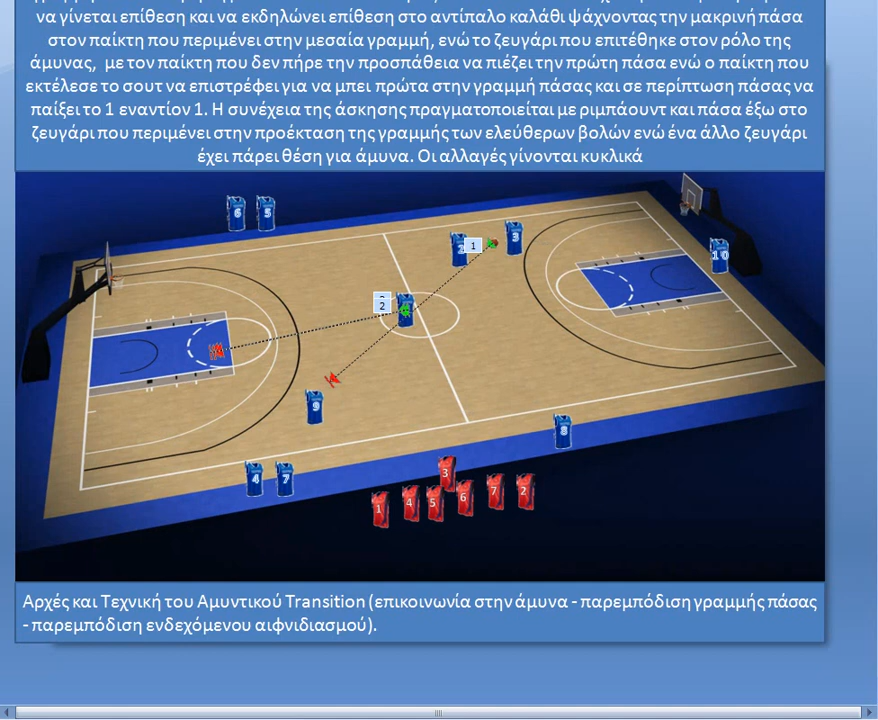 να γίνεται επίθεση και να εκδηλώνει επίθεση στο αντίπαλο καλάθι ψάχνοντας την μακρινή πάσα
στον παίκτη που περιμένει στην μεσαία γραμμή, ενώ το ζευγάρι που επιτέθηκε στον ρόλο της
άμυνας, με τον παίκτη που δεν πήρε την προσπάθεια να πιέζει την πρώτη πάσα ενώ ο παίκτη που
εκτέλεσε το σουτ να επιστρέφει για να μπει πρώτα στην γραμμή πάσας και σε περίπτωση πάσας να
παίξει το 1 εναντίον 1. Η συνέχεια της άσκησης πραγματοποιείται με ριμπάουντ και πάσα έξω στο
ζευγάρι που περιμένει στην προέκταση της γραμμής των ελεύθερων βολών ενώ ένα άλλο ζευγάρι
έχει πάρει θέση για άμυνα. Οι αλλαγές γίνονται κυκλικά
6 5
2 1 3
10
2
9
8
4 7
3
1 4 5 6 7 2
Αρχές και Τεχνική του Αμυντικού Transition (επικοινωνία στην άμυνα - παρεμπόδιση γραμμής πάσας
- παρεμπόδιση ενδεχόμενου αιφνιδιασμού).